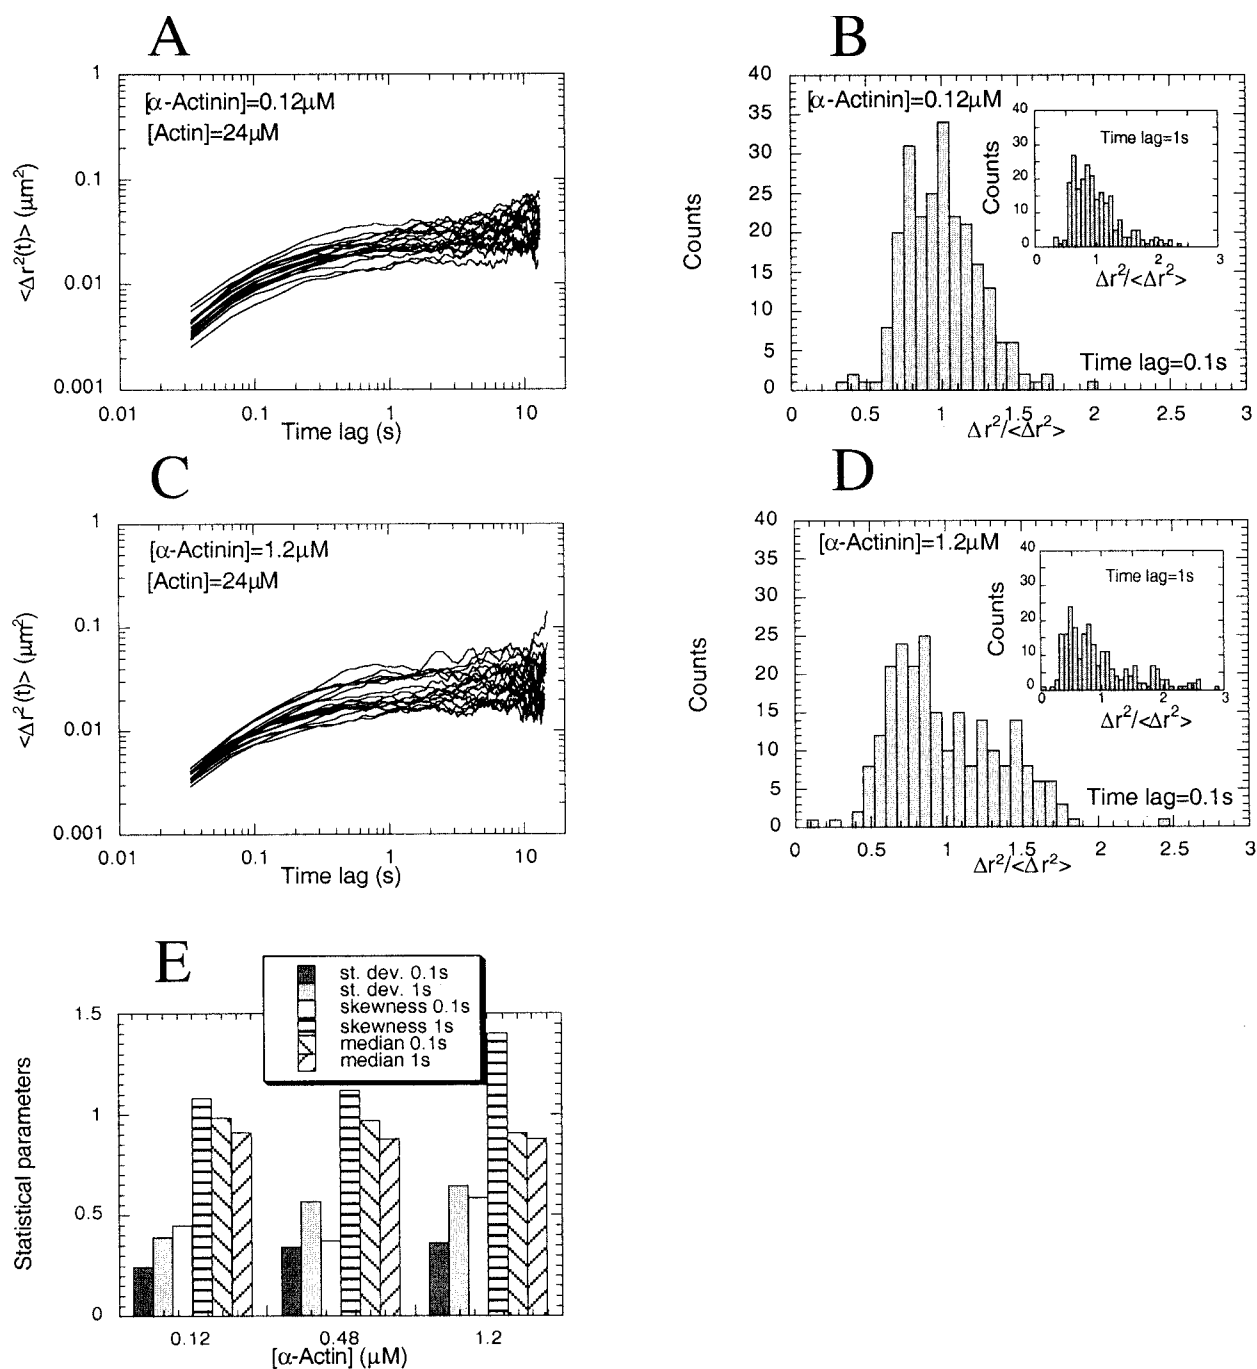 A
[α-Actinin]=0.12µM
[Actin]=24µM
1
0.1
0.01
0.001
<Δr²(t)> (µm²)
0.01
0.1
1
10
Time lag (s)
B
[α-Actinin]=0.12µM
40
35
30
25
20
15
10
5
0
Counts
0
0.5
1
1.5
2
2.5
3
Δr²/<Δr²>
Time lag=0.1s
Time lag=1s
40
30
20
10
0
Counts
0
1
2
3
Δr²/<Δr²>
C
[α-Actinin]=1.2µM
[Actin]=24µM
1
0.1
0.01
0.001
<Δr²(t)> (µm²)
0.01
0.1
1
10
Time lag (s)
D
[α-Actinin]=1.2µM
40
35
30
25
20
15
10
5
0
Counts
0
0.5
1
1.5
2
2.5
3
Δr²/<Δr²>
Time lag=0.1s
Time lag=1s
40
30
20
10
0
Counts
0
1
2
3
Δr²/<Δr²>
E
st. dev. 0.1s
st. dev. 1s
skewness 0.1s
skewness 1s
median 0.1s
median 1s
1.5
1
0.5
0
Statistical parameters
0.12
0.48
1.2
[α-Actin] (µM)